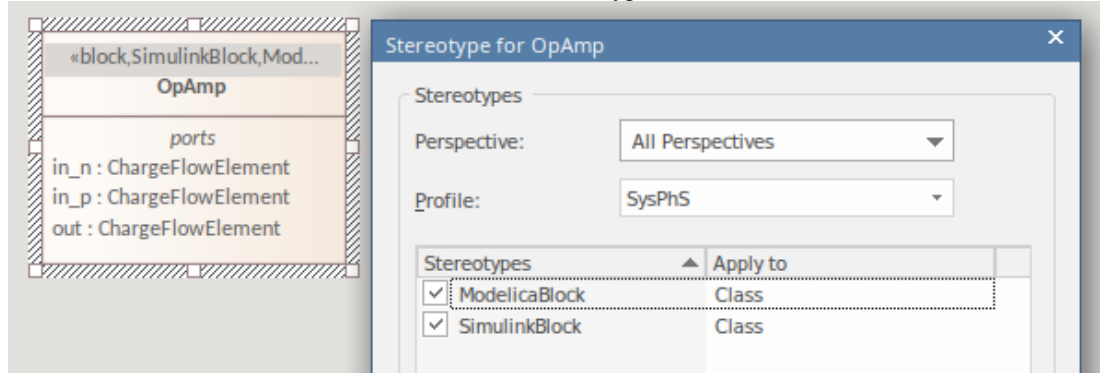 «block,SimulinkBlock,Mod...
OpAmp
ports
in_n : ChargeFlowElement
in_p : ChargeFlowElement
out : ChargeFlowElement
Stereotype for OpAmp
Stereotypes
Perspective: All Perspectives
Profile: SysPhS
Stereotypes Apply to
ModelicaBlock Class
SimulinkBlock Class